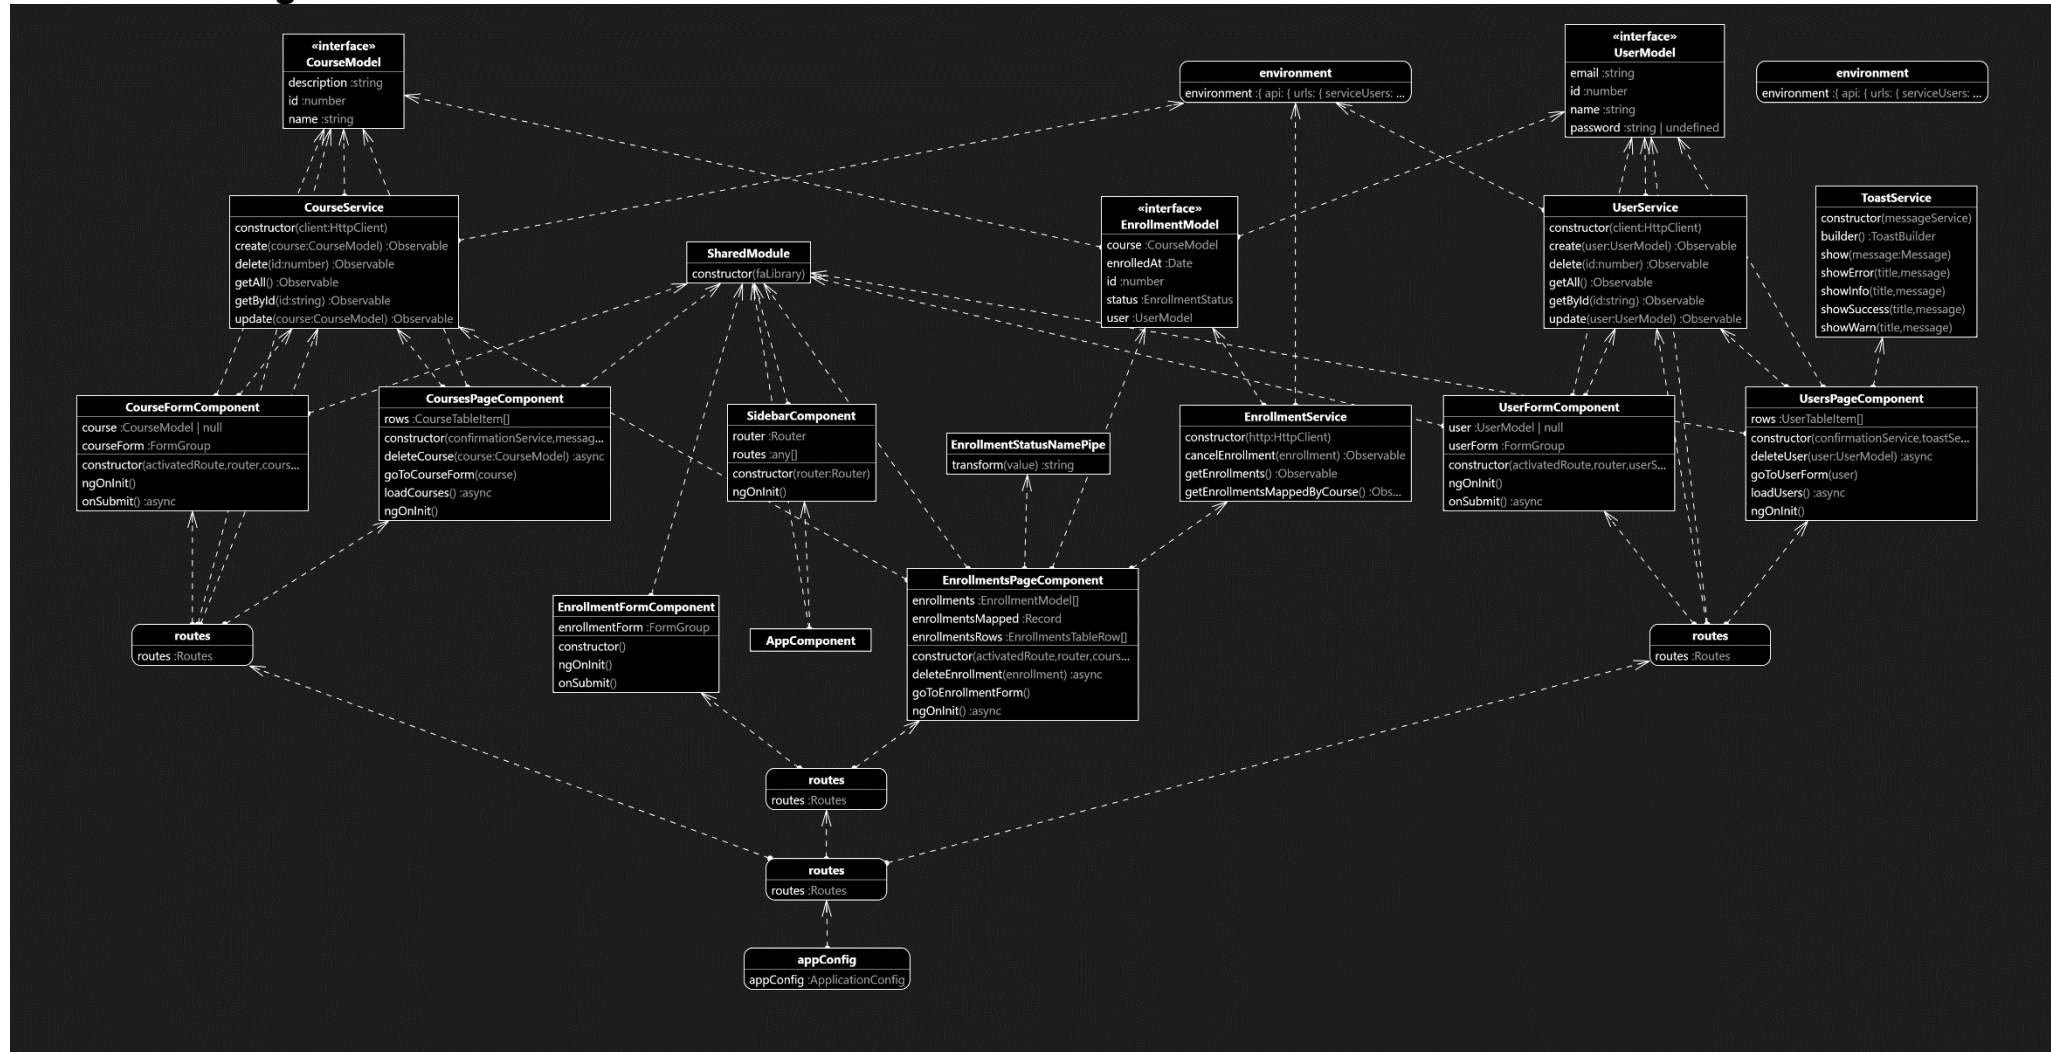 «interface»
CourseModel
description :string
id :number
name :string
environment
environment :{ api: { urls: { serviceUsers: ...
«interface»
UserModel
email :string
id :number
name :string
password :string | undefined
environment
environment :{ api: { urls: { serviceUsers: ...
CourseService
constructor(client:HttpClient)
create(course:CourseModel) :Observable
delete(id:number) :Observable
getAll() :Observable
getById(id:string) :Observable
update(course:CourseModel) :Observable
SharedModule
constructor(faLibrary)
«interface»
EnrollmentModel
course :CourseModel
enrolledAt :Date
id :number
status :EnrollmentStatus
user :UserModel
UserService
constructor(client:HttpClient)
create(user:UserModel) :Observable
delete(id:number) :Observable
getAll() :Observable
getById(id:string) :Observable
update(user:UserModel) :Observable
ToastService
constructor(messageService)
builder() :ToastBuilder
show(message:Message)
showError(title,message)
showInfo(title,message)
showSuccess(title,message)
showWarn(title,message)
CourseFormComponent
course :CourseModel | null
courseForm :FormGroup
constructor(activatedRoute,router,cours...
ngOnInit()
onSubmit() :async
CoursesPageComponent
rows :CourseTableItem[]
constructor(confirmationService,messag...
deleteCourse(course:CourseModel) :async
goToCourseForm(course)
loadCourses() :async
ngOnInit()
SidebarComponent
router :Router
routes :any[]
constructor(router:Router)
ngOnInit()
EnrollmentStatusNamePipe
transform(value) :string
EnrollmentService
constructor(http:HttpClient)
cancelEnrollment(enrollment) :Observable
getEnrollments() :Observable
getEnrollmentsMappedByCourse() :Obs...
UserFormComponent
user :UserModel | null
userForm :FormGroup
constructor(activatedRoute,router,userS...
ngOnInit()
onSubmit() :async
UsersPageComponent
rows :UserTableItem[]
constructor(confirmationService,toastSe...
deleteUser(user:UserModel) :async
goToUserForm(user)
loadUsers() :async
ngOnInit()
routes
routes :Routes
EnrollmentFormComponent
enrollmentForm :FormGroup
constructor()
ngOnInit()
onSubmit()
AppComponent
EnrollmentsPageComponent
enrollments :EnrollmentModel[]
enrollmentsMapped :Record
enrollmentsRows :EnrollmentsTableRow[]
constructor(activatedRoute,router,cours...
deleteEnrollment(enrollment) :async
goToEnrollmentForm()
ngOnInit() :async
routes
routes :Routes
routes
routes :Routes
routes
routes :Routes
appConfig
appConfig :ApplicationConfig